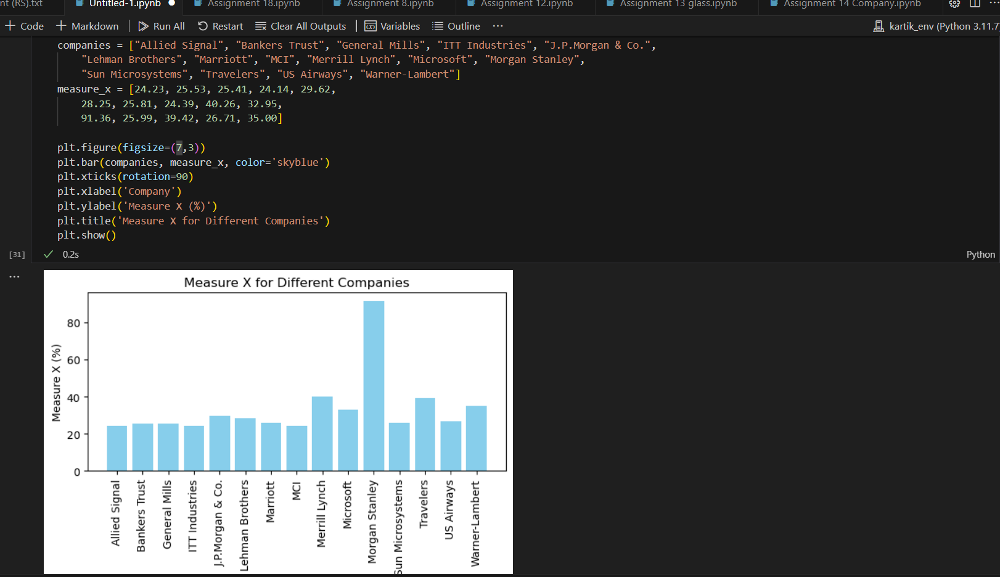 nt (RS).txt Untitled-1.ipynb Assignment 18.ipynb Assignment 8.ipynb Assignment 12.ipynb Assignment 13 glass.ipynb Assignment 14 Company.ipynb
Code Markdown Run All Restart Clear All Outputs Variables Outline ... kartik_env (Python 3.11.7
companies = ["Allied Signal", "Bankers Trust", "General Mills", "ITT Industries", "J.P.Morgan & Co.",
"Lehman Brothers", "Marriott", "MCI", "Merrill Lynch", "Microsoft", "Morgan Stanley",
"Sun Microsystems", "Travelers", "US Airways", "Warner-Lambert"]
measure_x = [24.23, 25.53, 25.41, 24.14, 29.62,
28.25, 25.81, 24.39, 40.26, 32.95,
91.36, 25.99, 39.42, 26.71, 35.00]
plt.figure(figsize=(7,3))
plt.bar(companies, measure_x, color='skyblue')
plt.xticks(rotation=90)
plt.xlabel('Company')
plt.ylabel('Measure X (%)')
plt.title('Measure X for Different Companies')
plt.show()
[31] 0.2s Python
...
Measure X for Different Companies
Measure X (%)
80
60
40
20
0
Allied Signal
Bankers Trust
General Mills
ITT Industries
J.P.Morgan & Co.
Lehman Brothers
Marriott
MCI
Merrill Lynch
Microsoft
Morgan Stanley
Sun Microsystems
Travelers
US Airways
Warner-Lambert